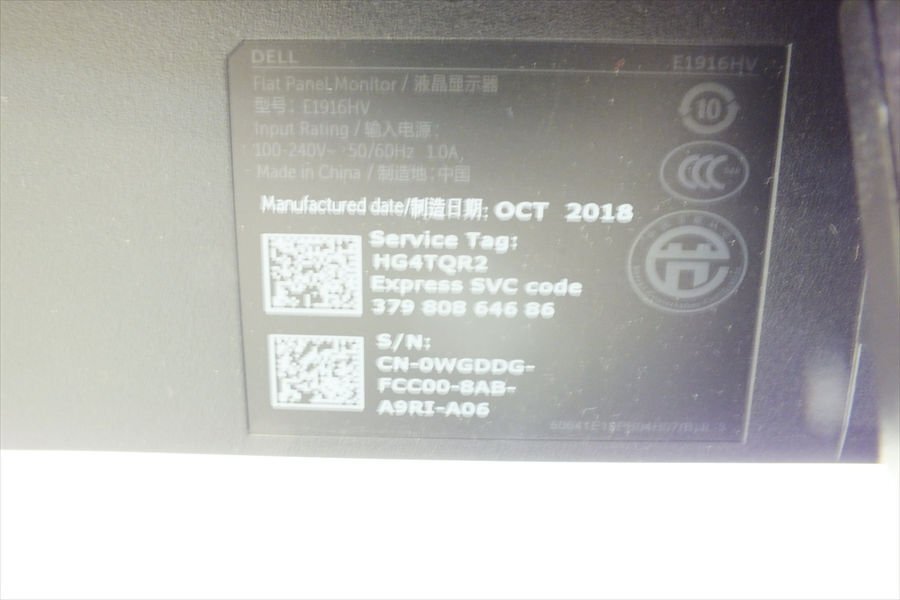 DELL
E1916HV
Flat Panel Monitor / 液晶显示器
型号: E1916HV
Input Rating / 输入电源:
100-240V~ 50/60Hz 1.0A,
Made in China / 制造地: 中国
10
Manufactured date/制造日期: OCT 2018
Service Tag:
HG4TQR2
Express SVC code
379 808 646 86
S/N:
CN-0WGDDG-
FCC00-8AB-
A9RI-A06